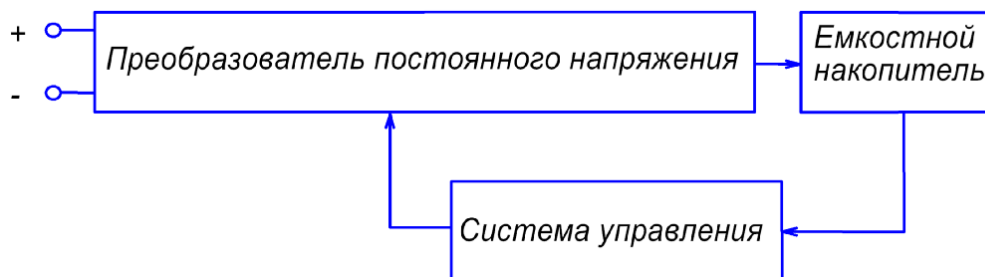 +
Преобразователь постоянного напряжения
-
Емкостной
накопитель
Система управления